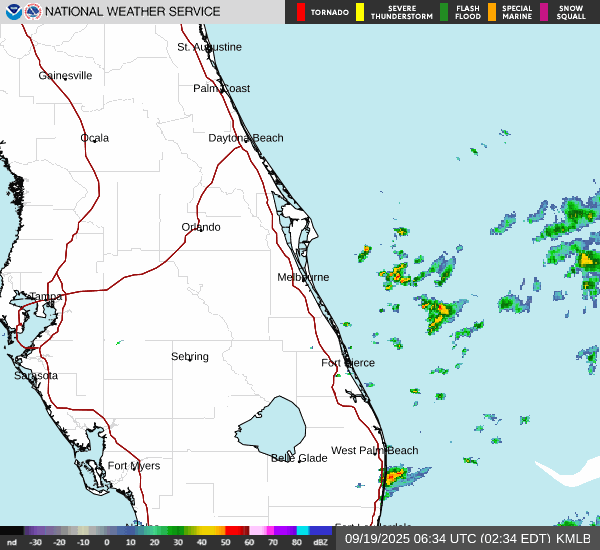 NATIONAL WEATHER SERVICE
TORNADO
SEVERE
THUNDERSTORM
FLASH
FLOOD
SPECIAL
MARINE
SNOW
SQUALL
St. Augustine
Gainesville
Palm Coast
Ocala
Daytona Beach
Orlando
Melbourne
Tampa
Sebring
Fort Pierce
Sarasota
West Palm Beach
Belle Glade
Fort Myers
nd -30 -20 -10 0 10 20 30 40 50 60 70 80 dBZ
09/19/2025 06:34 UTC (02:34 EDT) KMLB